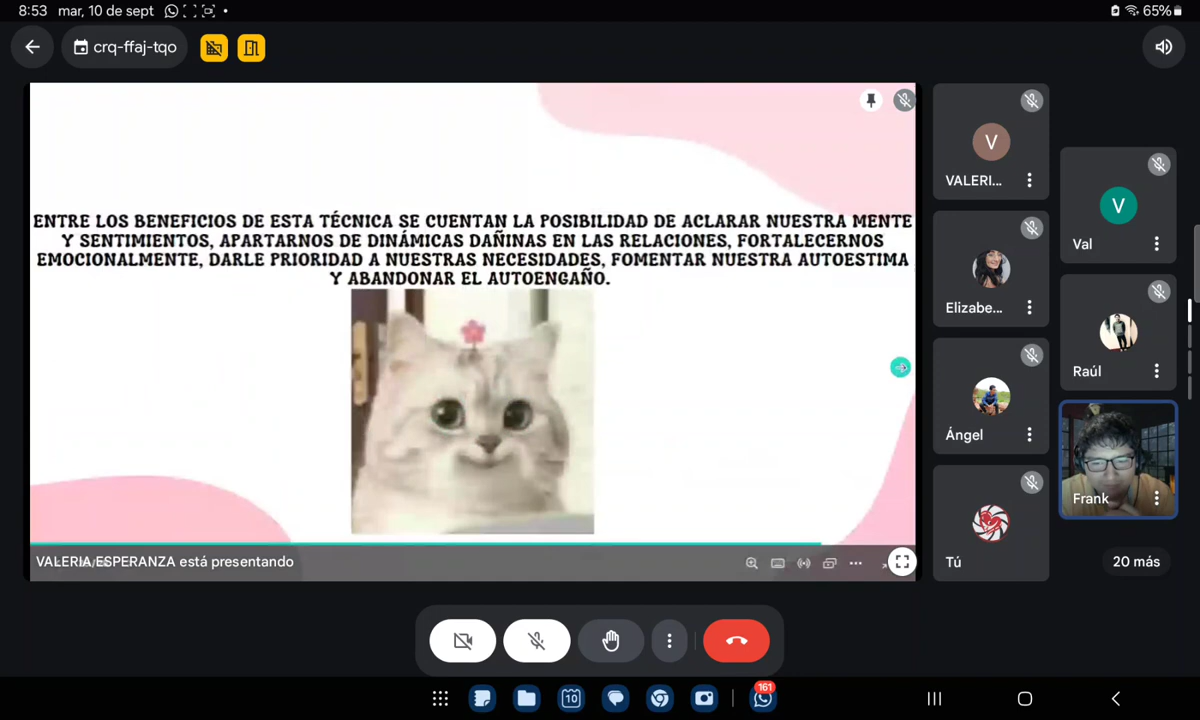 8:53 mar, 10 de sept
65%
crq-ffaj-tqo
ENTRE LOS BENEFICIOS DE ESTA TÉCNICA SE CUENTAN LA POSIBILIDAD DE ACLARAR NUESTRA MENTE
Y SENTIMIENTOS, APARTARNOS DE DINÁMICAS DAÑINAS EN LAS RELACIONES, FORTALECERNOS
EMOCIONALMENTE, DARLE PRIORIDAD A NUESTRAS NECESIDADES, FOMENTAR NUESTRA AUTOESTIMA
Y ABANDONAR EL AUTOENGAÑO.
VALERIA ESPERANZA está presentando
V
VALERI...
V
Val
Elizabe...
Raúl
Ángel
Frank
Tú
20 más
10
161